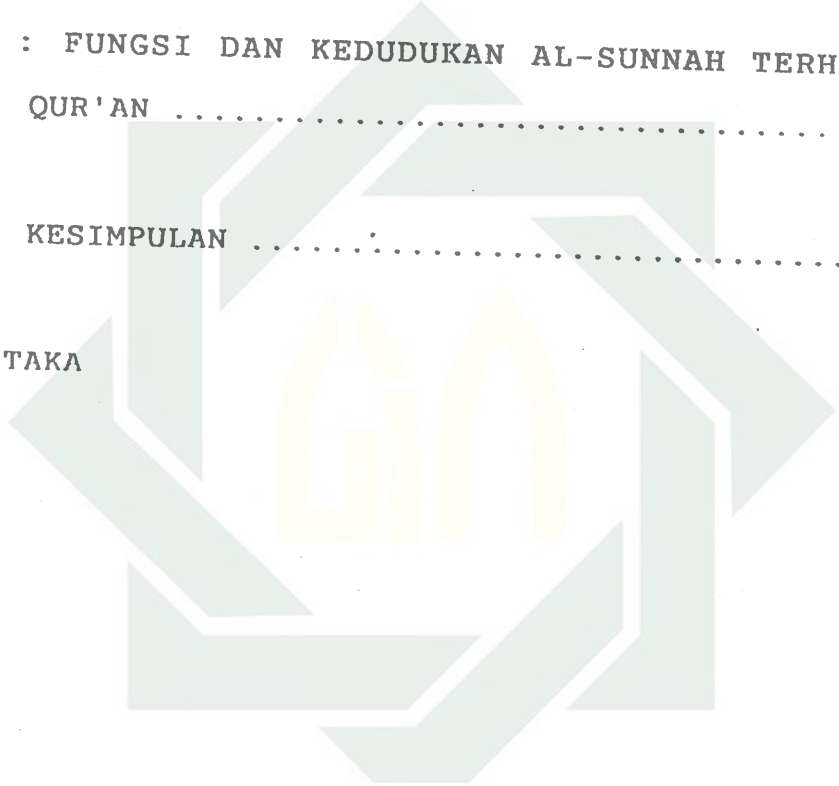 : FUNGSI DAN KEDUDUKAN AL-SUNNAH TERH
QUR'AN .................................
KESIMPULAN ..............................
TAKA